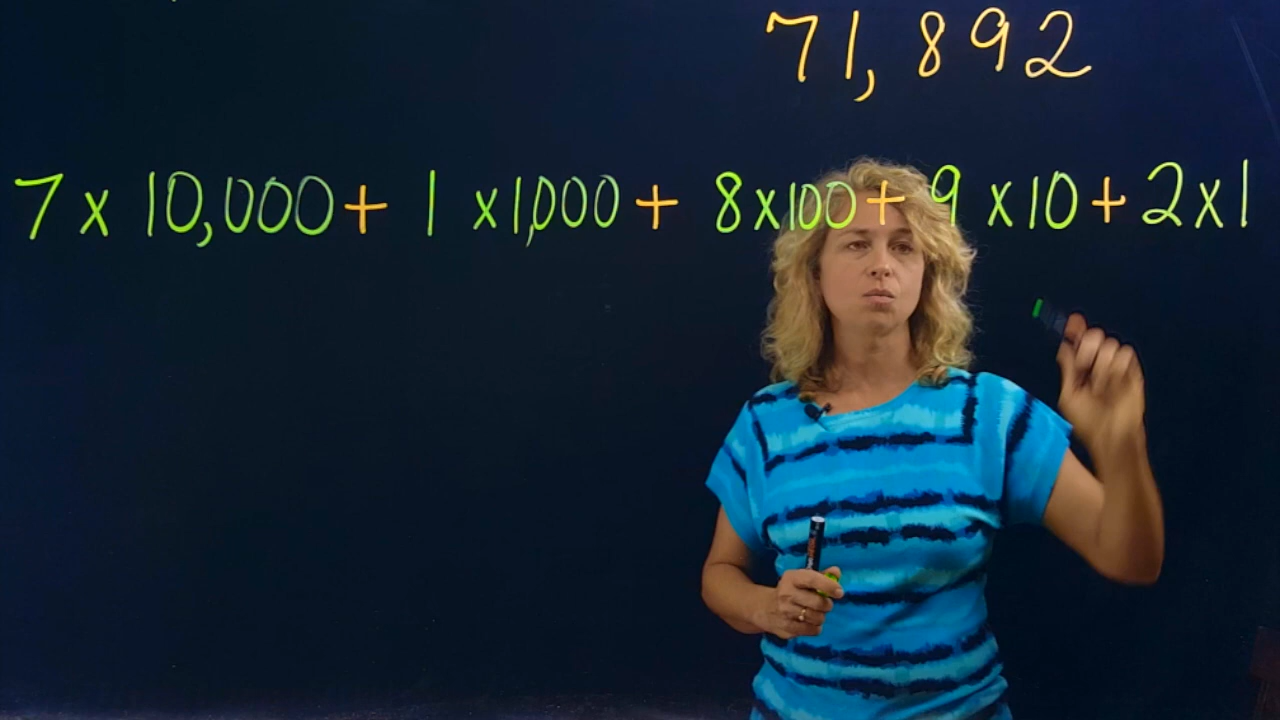 71,892
7 x 10,000 + 1 x 1,000 + 8 x 100 + 9 x 10 + 2 x 1